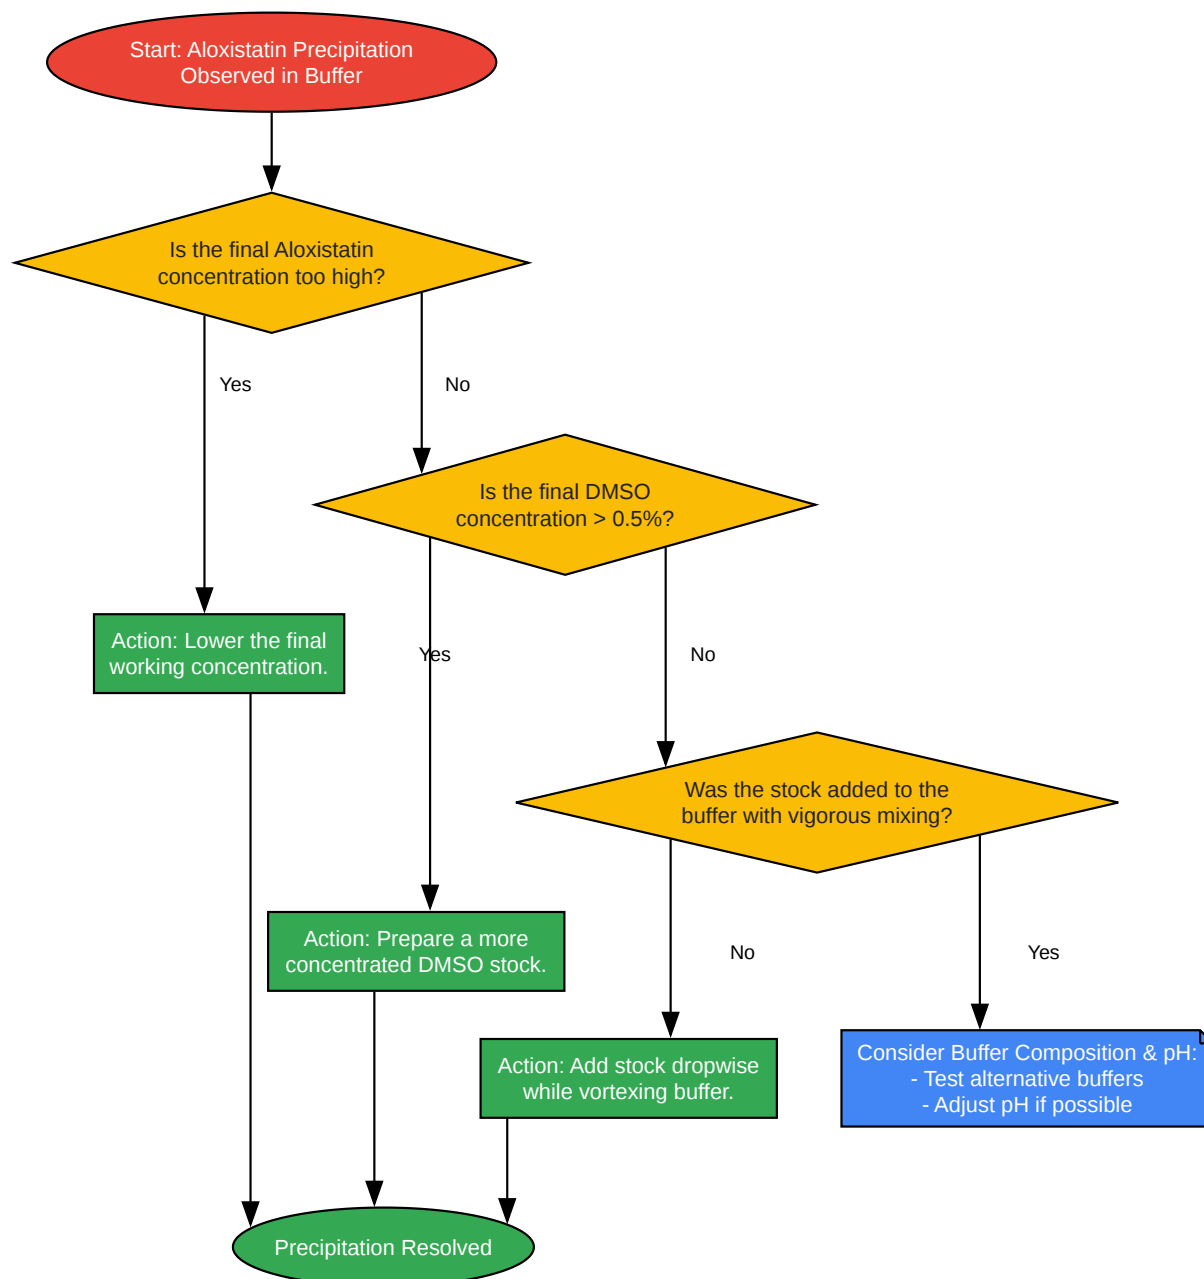 Start: Aloxistatin Precipitation
Observed in Buffer
Is the final Aloxistatin
concentration too high?
Yes
No
Is the final DMSO
concentration > 0.5%?
Action: Lower the final
working concentration.
Yes
No
Was the stock added to the
buffer with vigorous mixing?
Action: Prepare a more
concentrated DMSO stock.
No
Yes
Action: Add stock dropwise
while vortexing buffer.
Consider Buffer Composition & pH:
- Test alternative buffers
- Adjust pH if possible
Precipitation Resolved